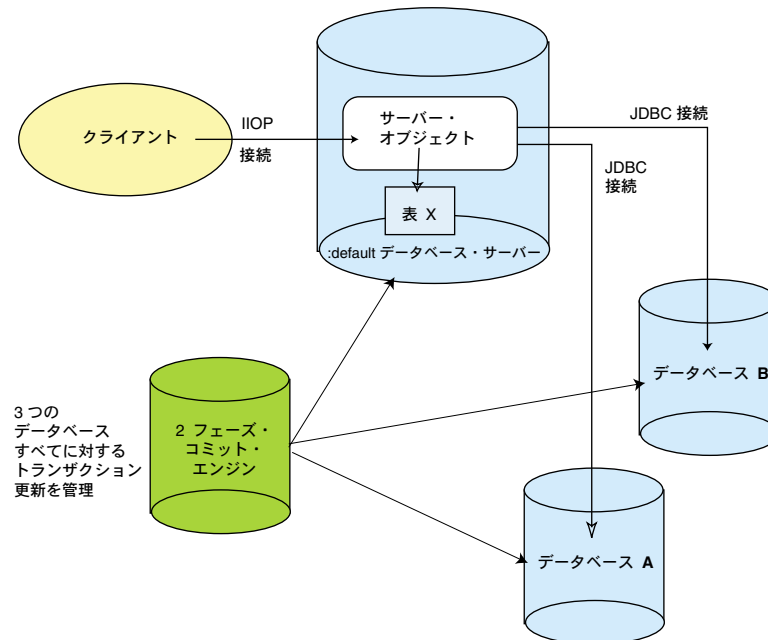 クライアント
IIOP
接続
サーバー・
オブジェクト
表 X
:default データベース・サーバー
JDBC 接続
JDBC
接続
データベース B
3 つの
データベース
すべてに対する
トランザクション
更新を管理
2 フェーズ・
コミット・
エンジン
データベース A